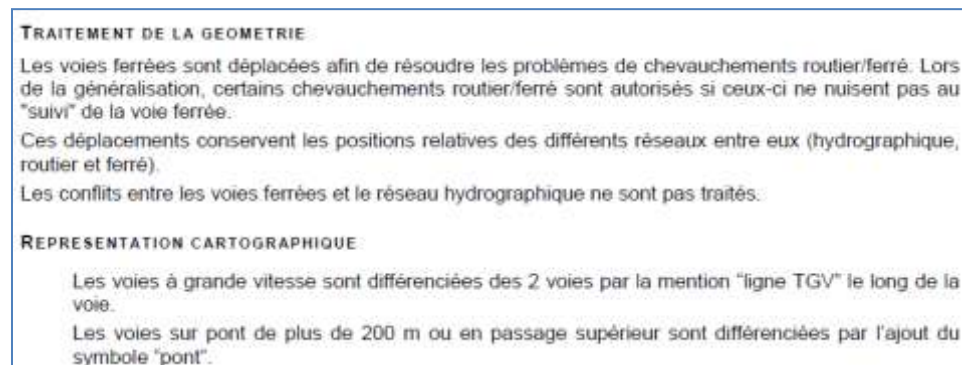 TRAITEMENT DE LA GEOMETRIE
Les voies ferrées sont déplacées afin de résoudre les problèmes de chevauchements routier/ferré. Lors
de la généralisation, certains chevauchements routier/ferré sont autorisés si ceux-ci ne nuisent pas au
"suivi" de la voie ferrée.
Ces déplacements conservent les positions relatives des différents réseaux entre eux (hydrographique,
routier et ferré).
Les conflits entre les voies ferrées et le réseau hydrographique ne sont pas traités.
REPRESENTATION CARTOGRAPHIQUE
Les voies à grande vitesse sont différenciées des 2 voies par la mention "ligne TGV" le long de la
voie.
Les voies sur pont de plus de 200 m ou en passage supérieur sont différenciées par l'ajout du
symbole "pont".